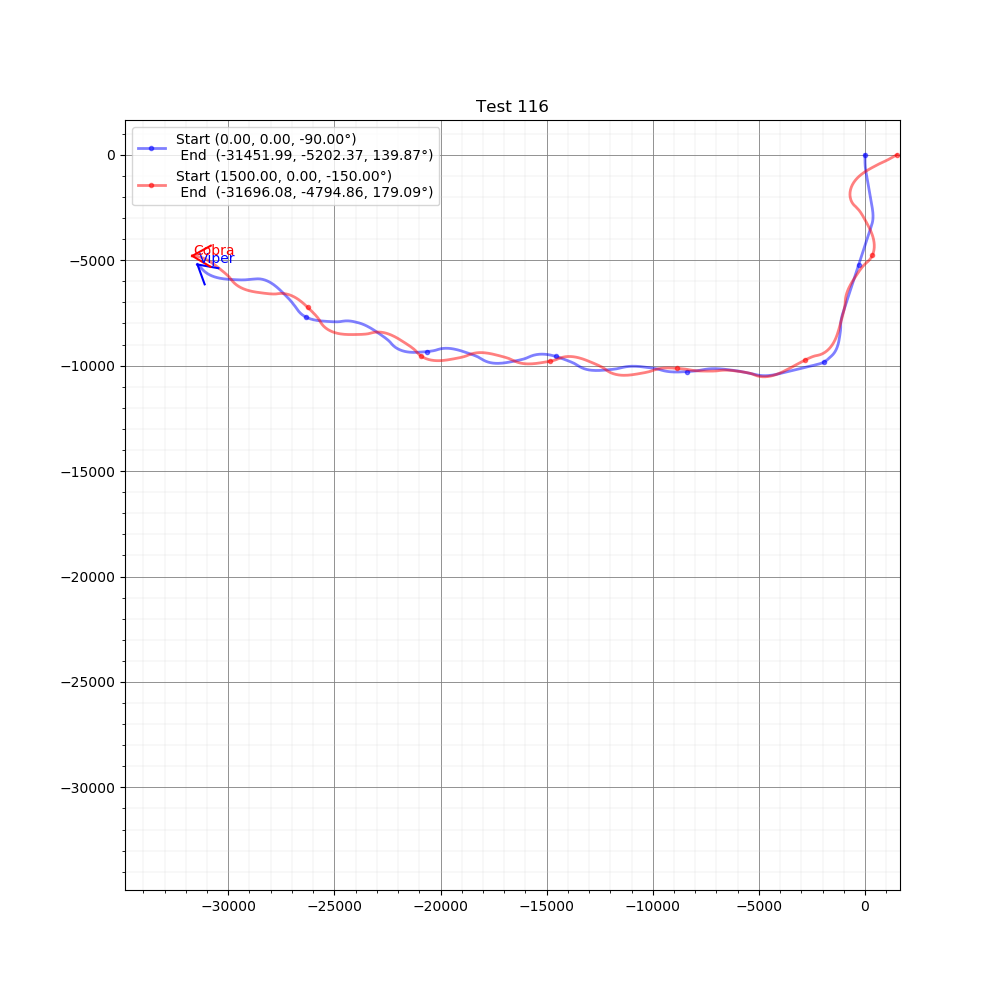 Test 116
Start (0.00, 0.00, -90.00°)
End  (-31451.99, -5202.37, 139.87°)
Start (1500.00, 0.00, -150.00°)
End  (-31696.08, -4794.86, 179.09°)
Cobra
Viper
0
−5000
−10000
−15000
−20000
−25000
−30000
−30000 −25000 −20000 −15000 −10000 −5000 0